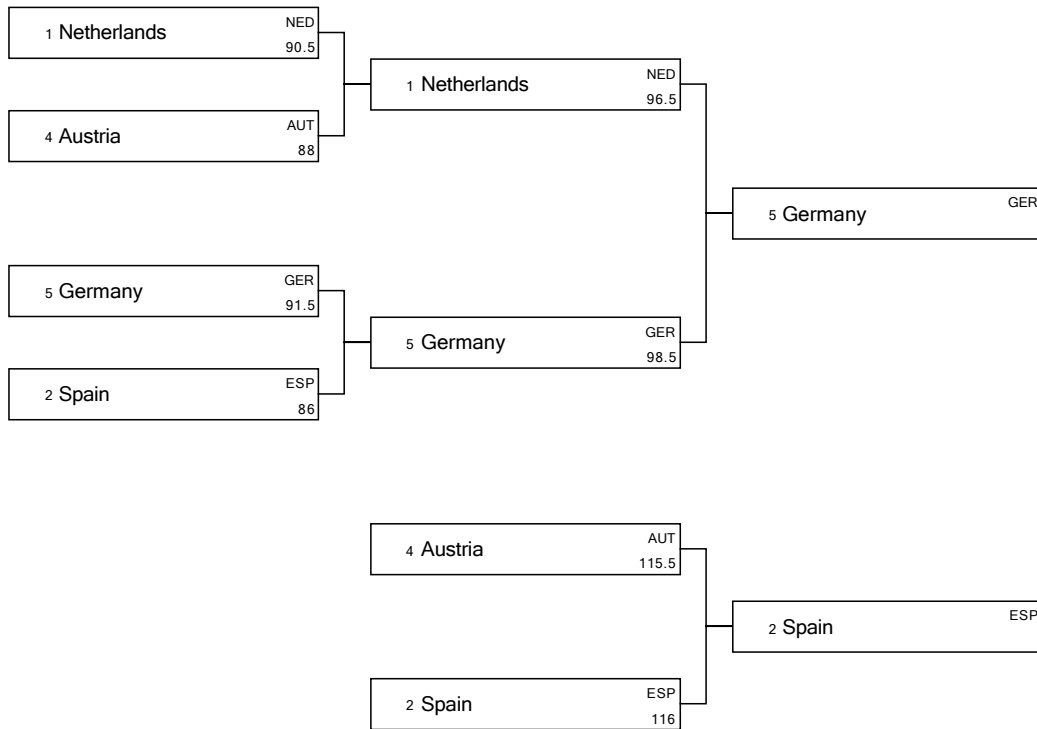 1 Netherlands NED
90.5
4 Austria AUT
88
5 Germany GER
91.5
2 Spain ESP
86
1 Netherlands NED
96.5
5 Germany GER
98.5
5 Germany GER
4 Austria AUT
115.5
2 Spain ESP
116
2 Spain ESP